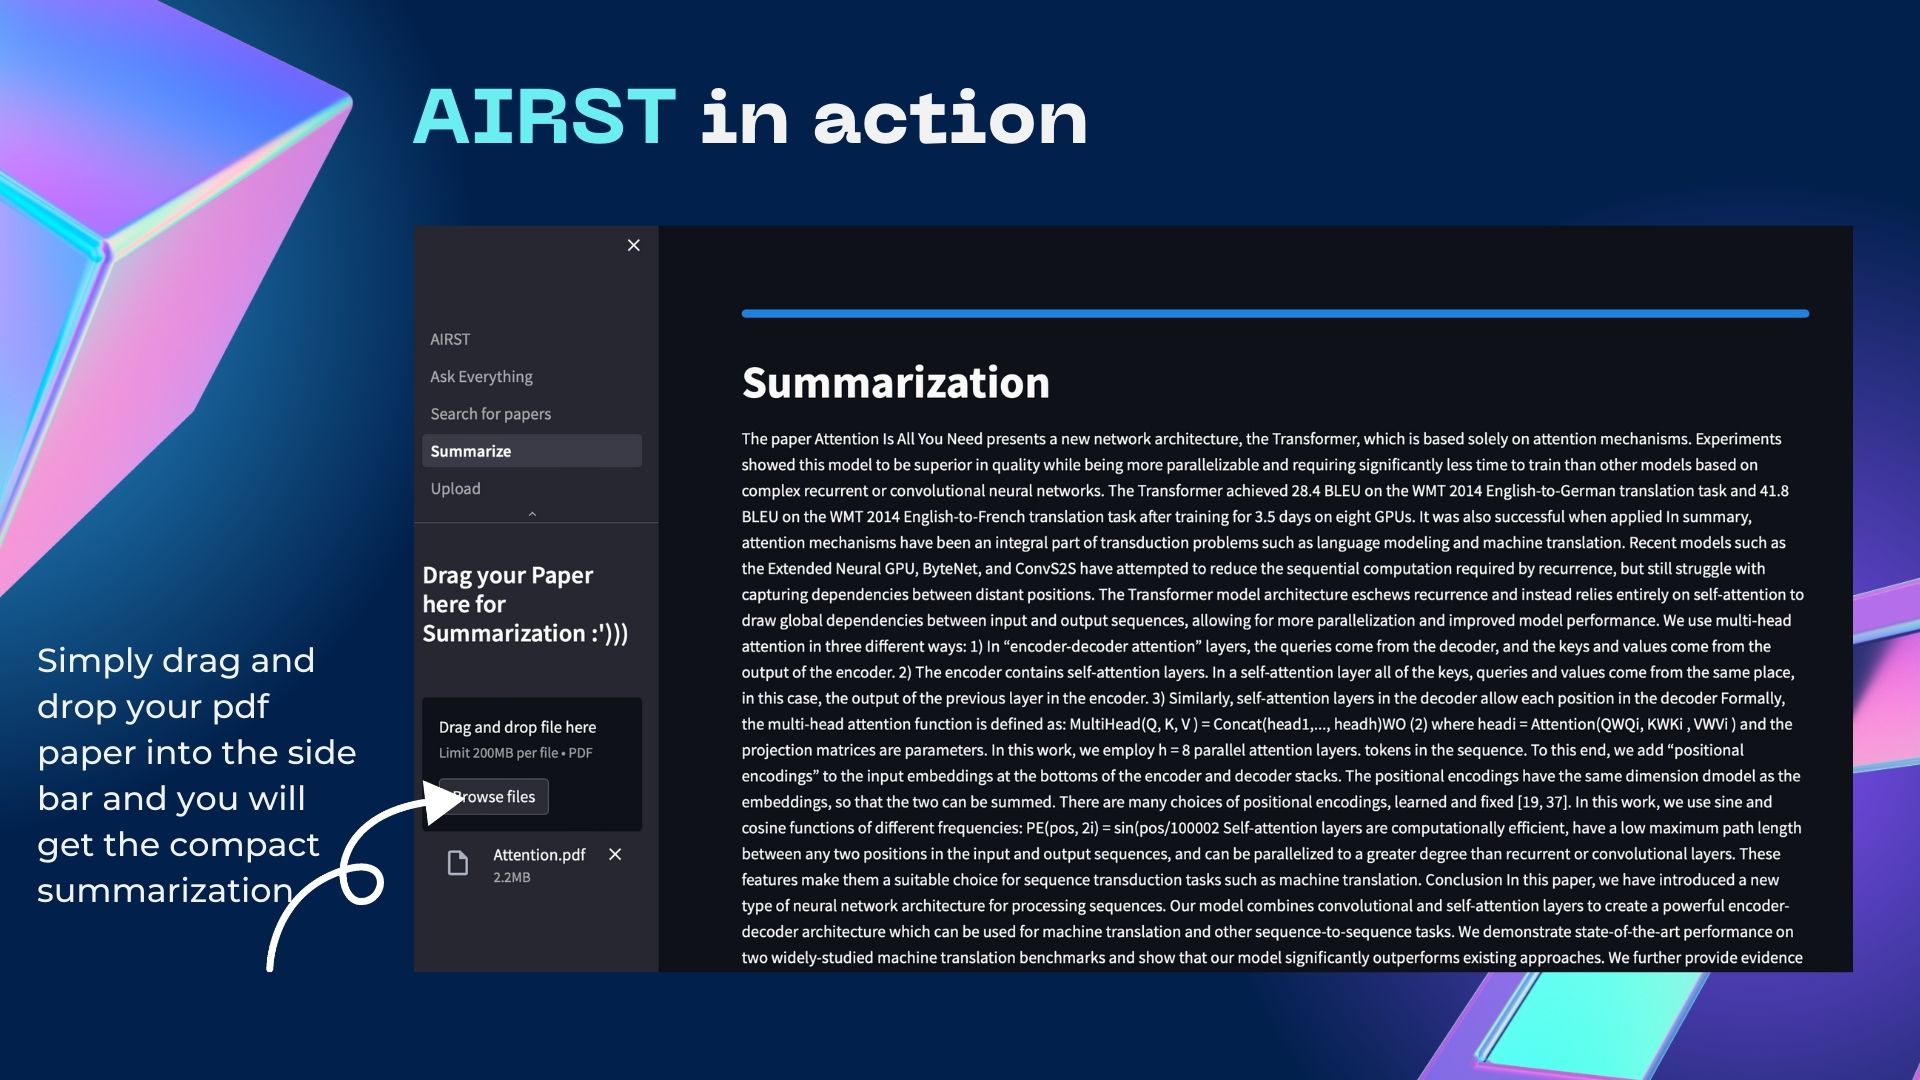 AIRST in action
AIRST
Ask Everything
Search for papers
Summarize
Upload
Drag your Paper
here for
Summarization :')))
Drag and drop file here
Limit 200MB per file • PDF
Browse files
Attention.pdf
2.2MB
Simply drag and
drop your pdf
paper into the side
bar and you will
get the compact
summarization
Summarization
The paper Attention Is All You Need presents a new network architecture, the Transformer, which is based solely on attention mechanisms. Experiments
showed this model to be superior in quality while being more parallelizable and requiring significantly less time to train than other models based on
complex recurrent or convolutional neural networks. The Transformer achieved 28.4 BLEU on the WMT 2014 English-to-German translation task and 41.8
BLEU on the WMT 2014 English-to-French translation task after training for 3.5 days on eight GPUs. It was also successful when applied In summary,
attention mechanisms have been an integral part of transduction problems such as language modeling and machine translation. Recent models such as
the Extended Neural GPU, ByteNet, and ConvS2S have attempted to reduce the sequential computation required by recurrence, but still struggle with
capturing dependencies between distant positions. The Transformer model architecture eschews recurrence and instead relies entirely on self-attention to
draw global dependencies between input and output sequences, allowing for more parallelization and improved model performance. We use multi-head
attention in three different ways: 1) In “encoder-decoder attention” layers, the queries come from the decoder, and the keys and values come from the
output of the encoder. 2) The encoder contains self-attention layers. In a self-attention layer all of the keys, queries and values come from the same place,
in this case, the output of the previous layer in the encoder. 3) Similarly, self-attention layers in the decoder allow each position in the decoder Formally,
the multi-head attention function is defined as: MultiHead(Q, K, V ) = Concat(head1,..., headh)WO (2) where headi = Attention(QWQi, KWKi , VWVi ) and the
projection matrices are parameters. In this work, we employ h = 8 parallel attention layers. tokens in the sequence. To this end, we add “positional
encodings” to the input embeddings at the bottoms of the encoder and decoder stacks. The positional encodings have the same dimension dmodel as the
embeddings, so that the two can be summed. There are many choices of positional encodings, learned and fixed [19, 37]. In this work, we use sine and
cosine functions of different frequencies: PE(pos, 2i) = sin(pos/100002 Self-attention layers are computationally efficient, have a low maximum path length
between any two positions in the input and output sequences, and can be parallelized to a greater degree than recurrent or convolutional layers. These
features make them a suitable choice for sequence transduction tasks such as machine translation. Conclusion In this paper, we have introduced a new
type of neural network architecture for processing sequences. Our model combines convolutional and self-attention layers to create a powerful encoder-
decoder architecture which can be used for machine translation and other sequence-to-sequence tasks. We demonstrate state-of-the-art performance on
two widely-studied machine translation benchmarks and show that our model significantly outperforms existing approaches. We further provide evidence